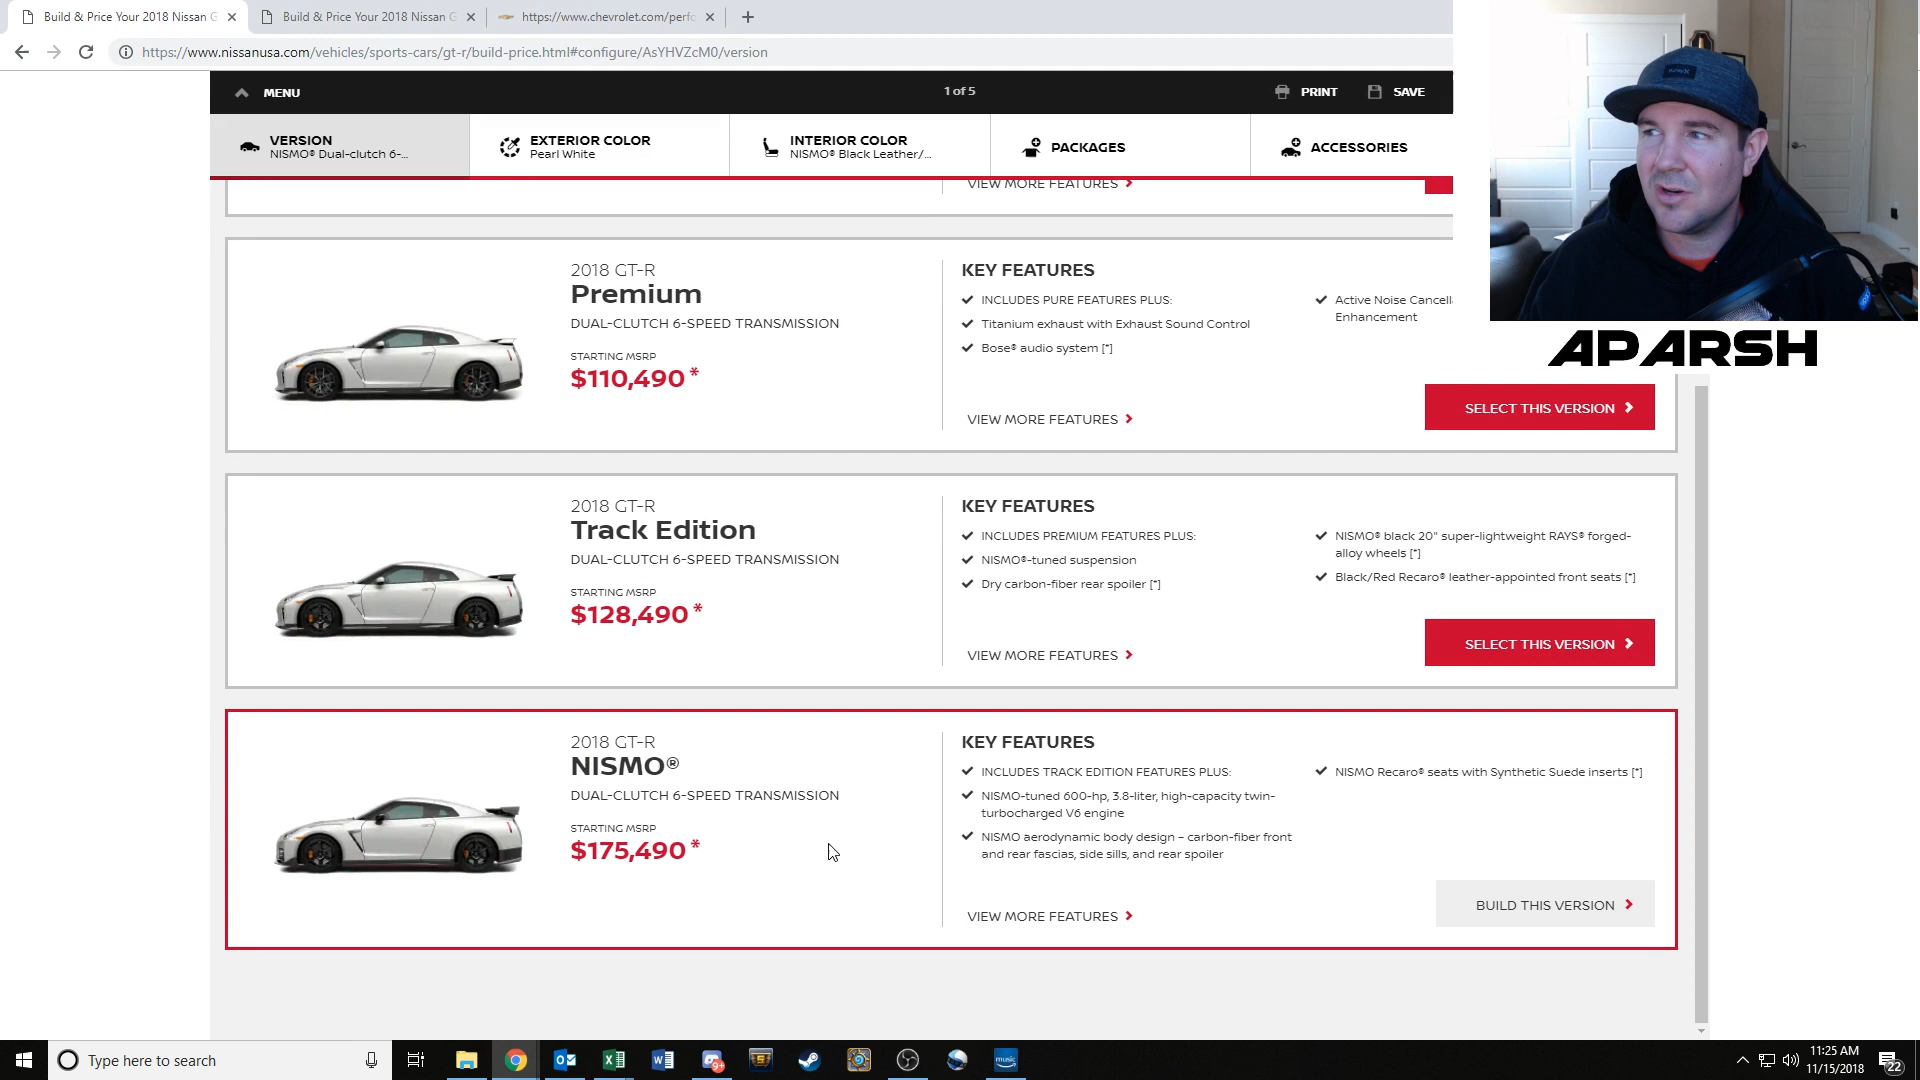 Build & Price Your 2018 Nissan G
Build & Price Your 2018 Nissan G
https://www.chevrolet.com/perfo
https://www.nissanusa.com/vehicles/sports-cars/gt-r/build-price.html#configure/AsYHVZcM0/version
MENU
1 of 5
PRINT
SAVE
VERSION
NISMO® Dual-clutch 6-...
EXTERIOR COLOR
Pearl White
INTERIOR COLOR
NISMO® Black Leather/...
PACKAGES
ACCESSORIES
VIEW MORE FEATURES
2018 GT-R
Premium
DUAL-CLUTCH 6-SPEED TRANSMISSION
STARTING MSRP
$110,490*
KEY FEATURES
INCLUDES PURE FEATURES PLUS:
Titanium exhaust with Exhaust Sound Control
Bose® audio system [*]
Active Noise Cancell
Enhancement
VIEW MORE FEATURES
SELECT THIS VERSION
APARSH
2018 GT-R
Track Edition
DUAL-CLUTCH 6-SPEED TRANSMISSION
STARTING MSRP
$128,490*
KEY FEATURES
INCLUDES PREMIUM FEATURES PLUS:
NISMO®-tuned suspension
Dry carbon-fiber rear spoiler [*]
NISMO® black 20" super-lightweight RAYS® forged-
alloy wheels [*]
Black/Red Recaro® leather-appointed front seats [*]
VIEW MORE FEATURES
SELECT THIS VERSION
2018 GT-R
NISMO®
DUAL-CLUTCH 6-SPEED TRANSMISSION
STARTING MSRP
$175,490*
KEY FEATURES
INCLUDES TRACK EDITION FEATURES PLUS:
NISMO-tuned 600-hp, 3.8-liter, high-capacity twin-
turbocharged V6 engine
NISMO aerodynamic body design – carbon-fiber front
and rear fascias, side sills, and rear spoiler
NISMO Recaro® seats with Synthetic Suede inserts [*]
VIEW MORE FEATURES
BUILD THIS VERSION
Type here to search
9+
music
11:25 AM
11/15/2018
22